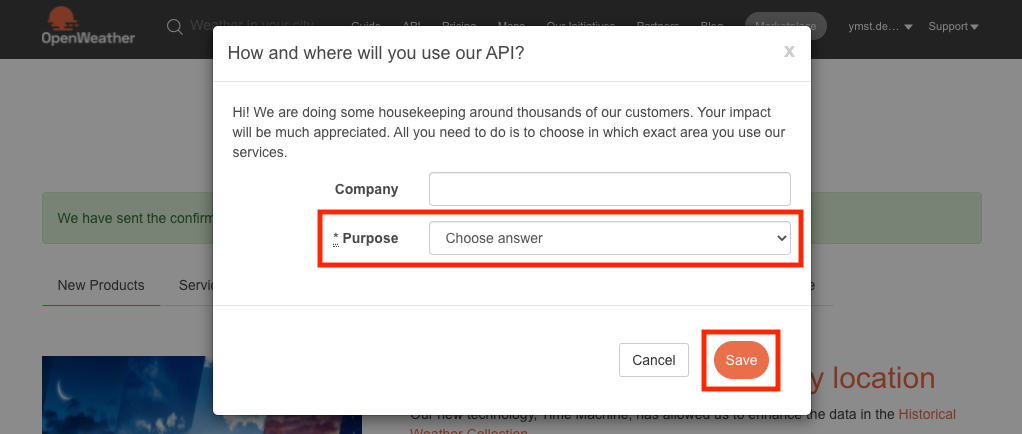 OpenWeather
Weather in your city
Guide API Pricing Maps Our Initiatives Partners Blog Marketplace ymst.de... Support
How and where will you use our API?
x
Hi! We are doing some housekeeping around thousands of our customers. Your impact
will be much appreciated. All you need to do is to choose in which exact area you use our
services.
Company
* Purpose
Choose answer
We have sent the confirm
New Products
Servic
e
Cancel
Save
y location
Our new technology, Time Machine, has allowed us to enhance the data in the Historical
Weather Collection